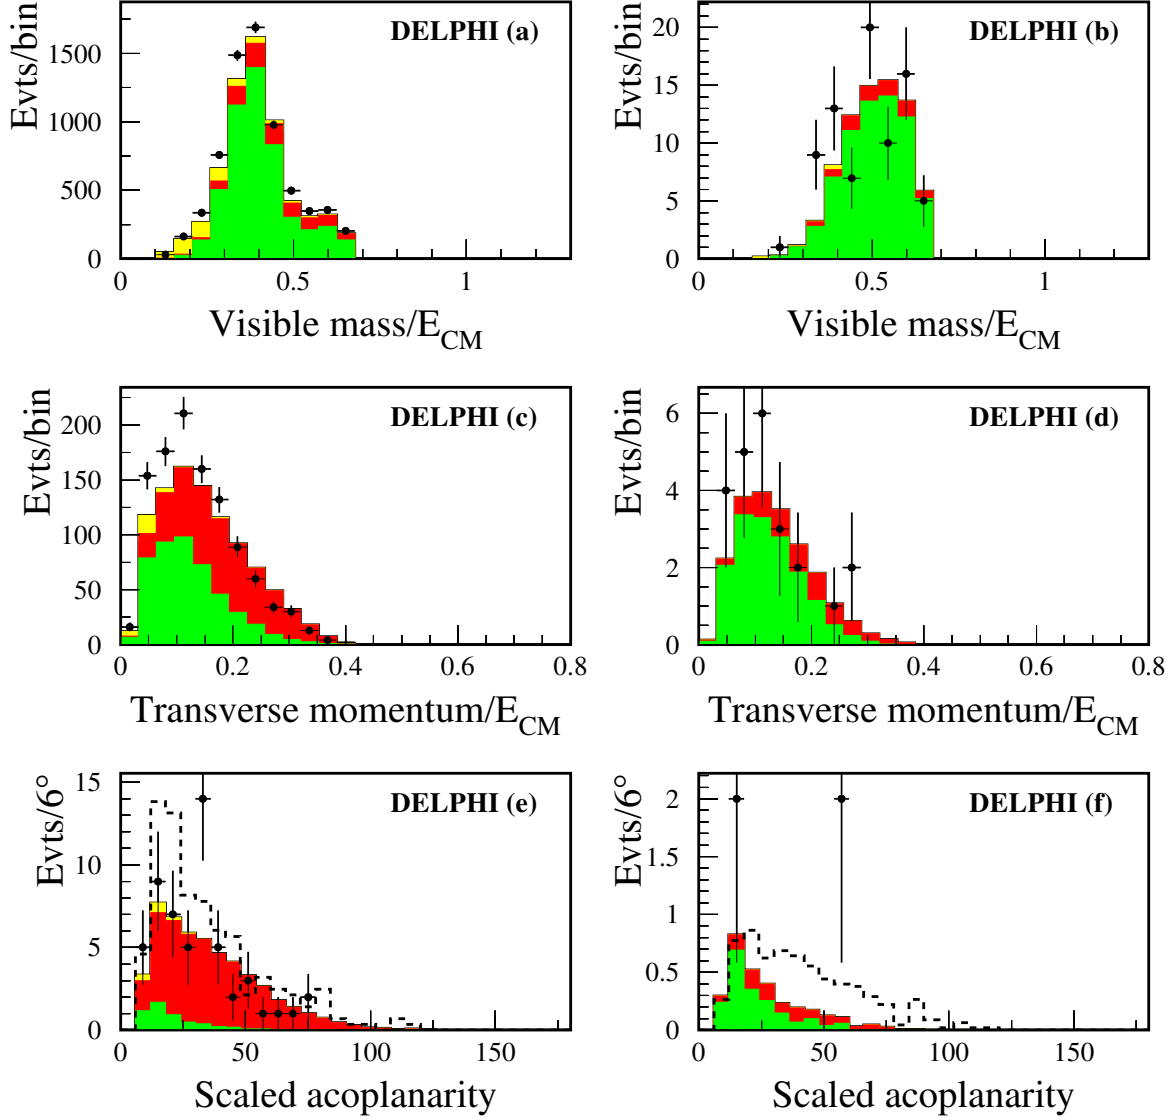 DELPHI (a)
Evts/bin
1500
1000
500
0
0 0.5 1
Visible mass/E_CM
DELPHI (b)
Evts/bin
20
15
10
5
0
0 0.5 1
Visible mass/E_CM
DELPHI (c)
Evts/bin
200
150
100
50
0
0 0.2 0.4 0.6 0.8
Transverse momentum/E_CM
DELPHI (d)
Evts/bin
6
4
2
0
0 0.2 0.4 0.6 0.8
Transverse momentum/E_CM
DELPHI (e)
Evts/6°
15
10
5
0
0 50 100 150
Scaled acoplanarity
DELPHI (f)
Evts/6°
2
1.5
1
0.5
0
0 50 100 150
Scaled acoplanarity